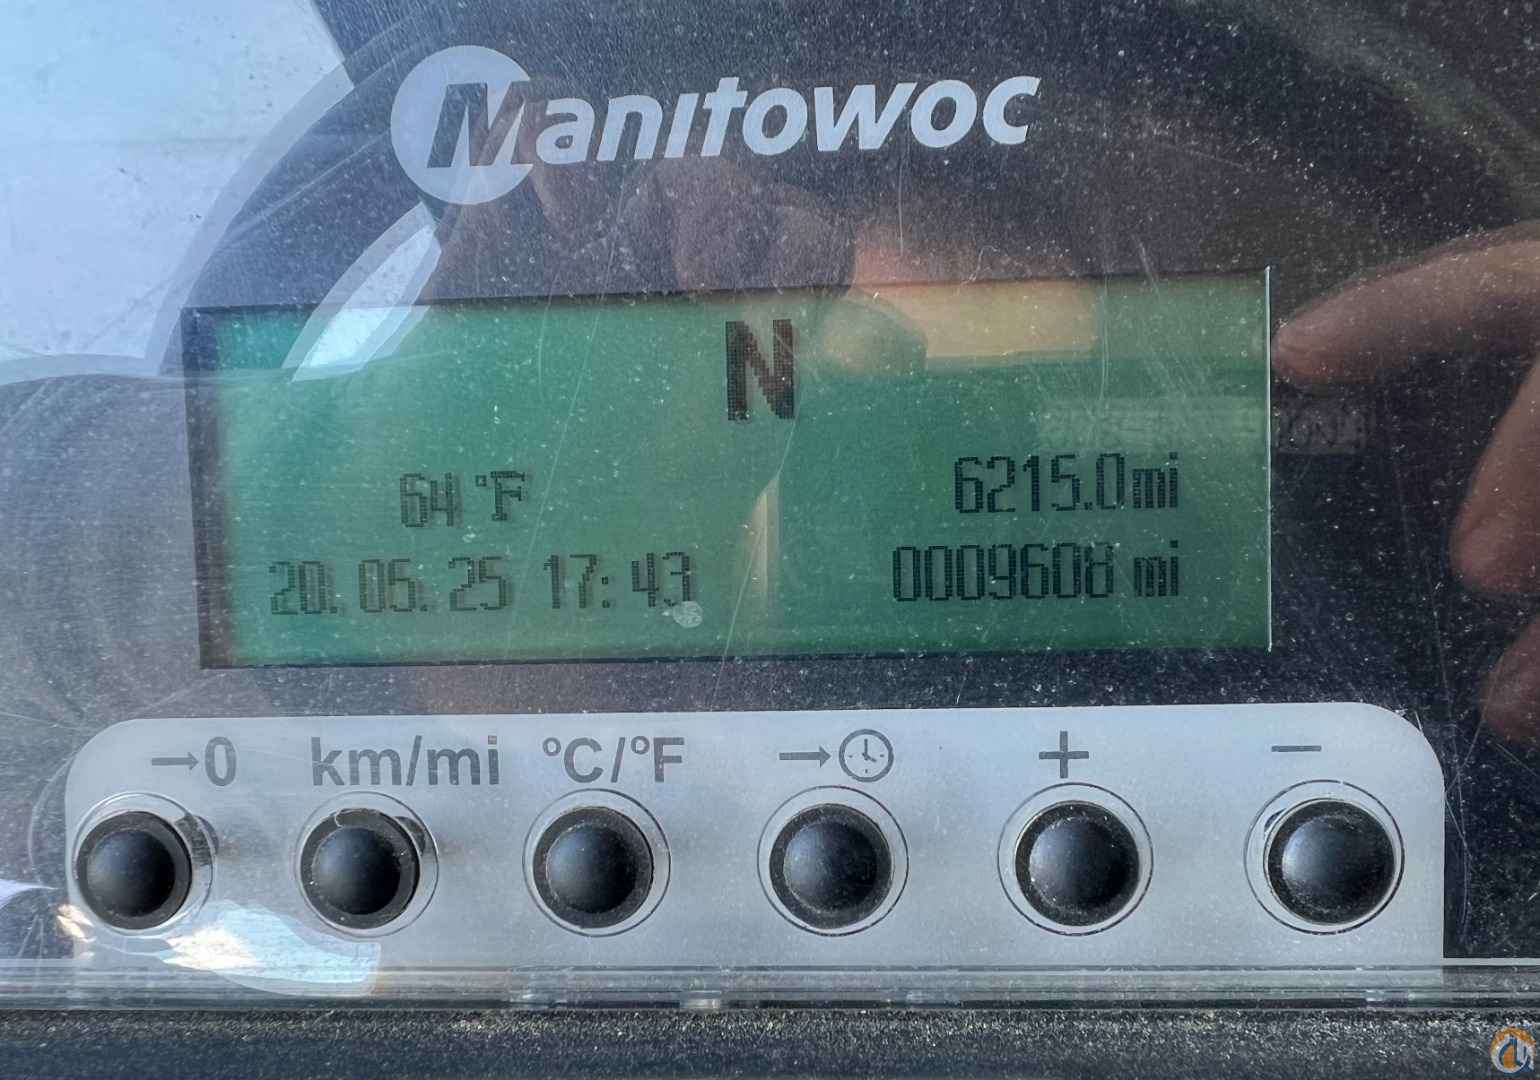 Manitowoc
N
64 °F 6215.0mi
20.05.25 17:43 0009608 mi
→0 km/mi °C/°F → + −